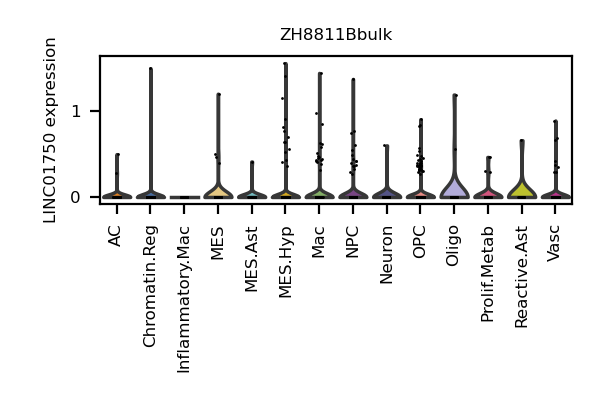 ZH8811Bbulk
LINC01750 expression
1
0
AC
Chromatin.Reg
Inflammatory.Mac
MES
MES.Ast
MES.Hyp
Mac
NPC
Neuron
OPC
Oligo
Prolif.Metab
Reactive.Ast
Vasc